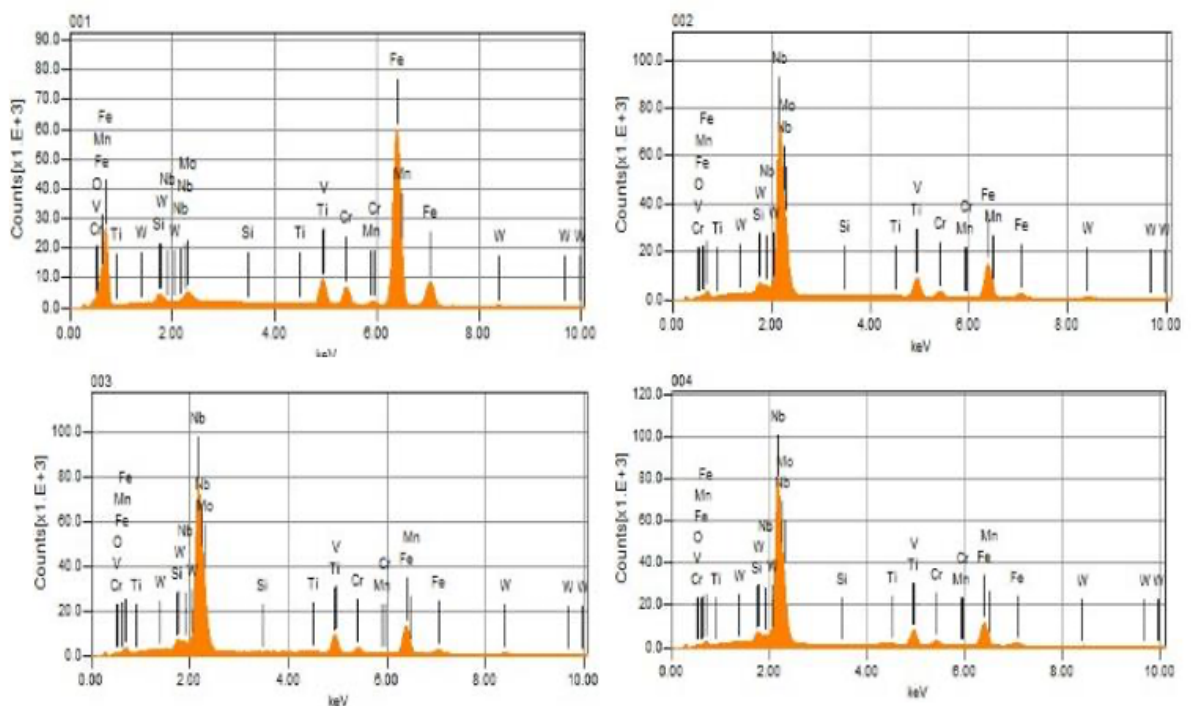 001
90.0
80.0
70.0
60.0
50.0
40.0
30.0
20.0
10.0
0.0
Counts[x1.E+3]
Fe
Fe
Mn
Fe
O
V
Cr
Ti
W
Nb
W
Si
Mo
Nb
Nb
W
Si
Ti
V
Ti
Cr
Cr
Mn
Fe
Mn
Fe
W
W
W
0.00 2.00 4.00 6.00 8.00 10.00
keV
002
100.0
80.0
60.0
40.0
20.0
0.0
Counts[x1.E+3]
Nb
Fe
Mn
Fe
O
V
Cr
Ti
W
Nb
W
Si
Mo
Nb
W
Si
Ti
V
Ti
Cr
Cr
Mn
Fe
Mn
Fe
W
W
W
0.00 2.00 4.00 6.00 8.00 10.00
keV
003
100.0
80.0
60.0
40.0
20.0
0.0
Counts[x1.E+3]
Nb
Fe
Mn
Fe
O
V
Cr
Ti
W
Nb
W
Si
Nb
Mo
W
Si
Ti
V
Ti
Cr
Cr
Mn
Mn
Fe
Fe
W
W
W
0.00 2.00 4.00 6.00 8.00 10.00
keV
004
120.0
100.0
80.0
60.0
40.0
20.0
0.0
Counts[x1.E+3]
Nb
Fe
Mn
Fe
O
V
Cr
Ti
W
Nb
W
Si
Mo
Nb
W
Si
Ti
V
Ti
Cr
Cr
Mn
Mn
Fe
Fe
W
W
W
0.00 2.00 4.00 6.00 8.00 10.00
keV